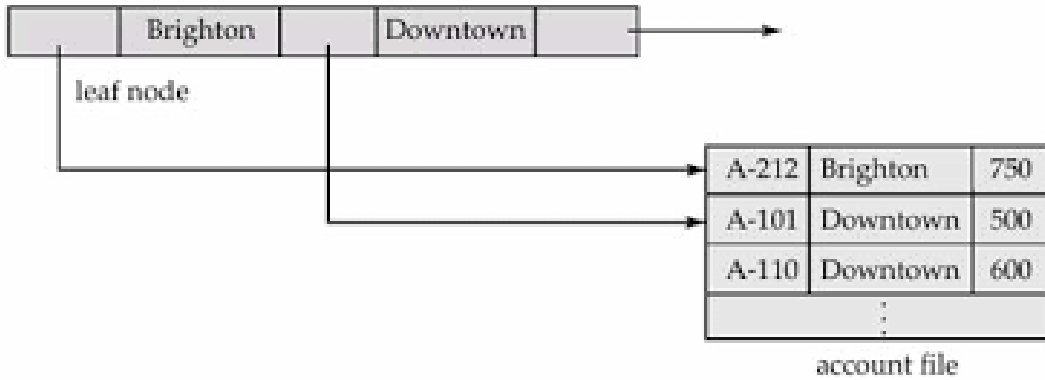 Brighton Downtown
leaf node
A-212 Brighton 750
A-101 Downtown 500
A-110 Downtown 600
account file